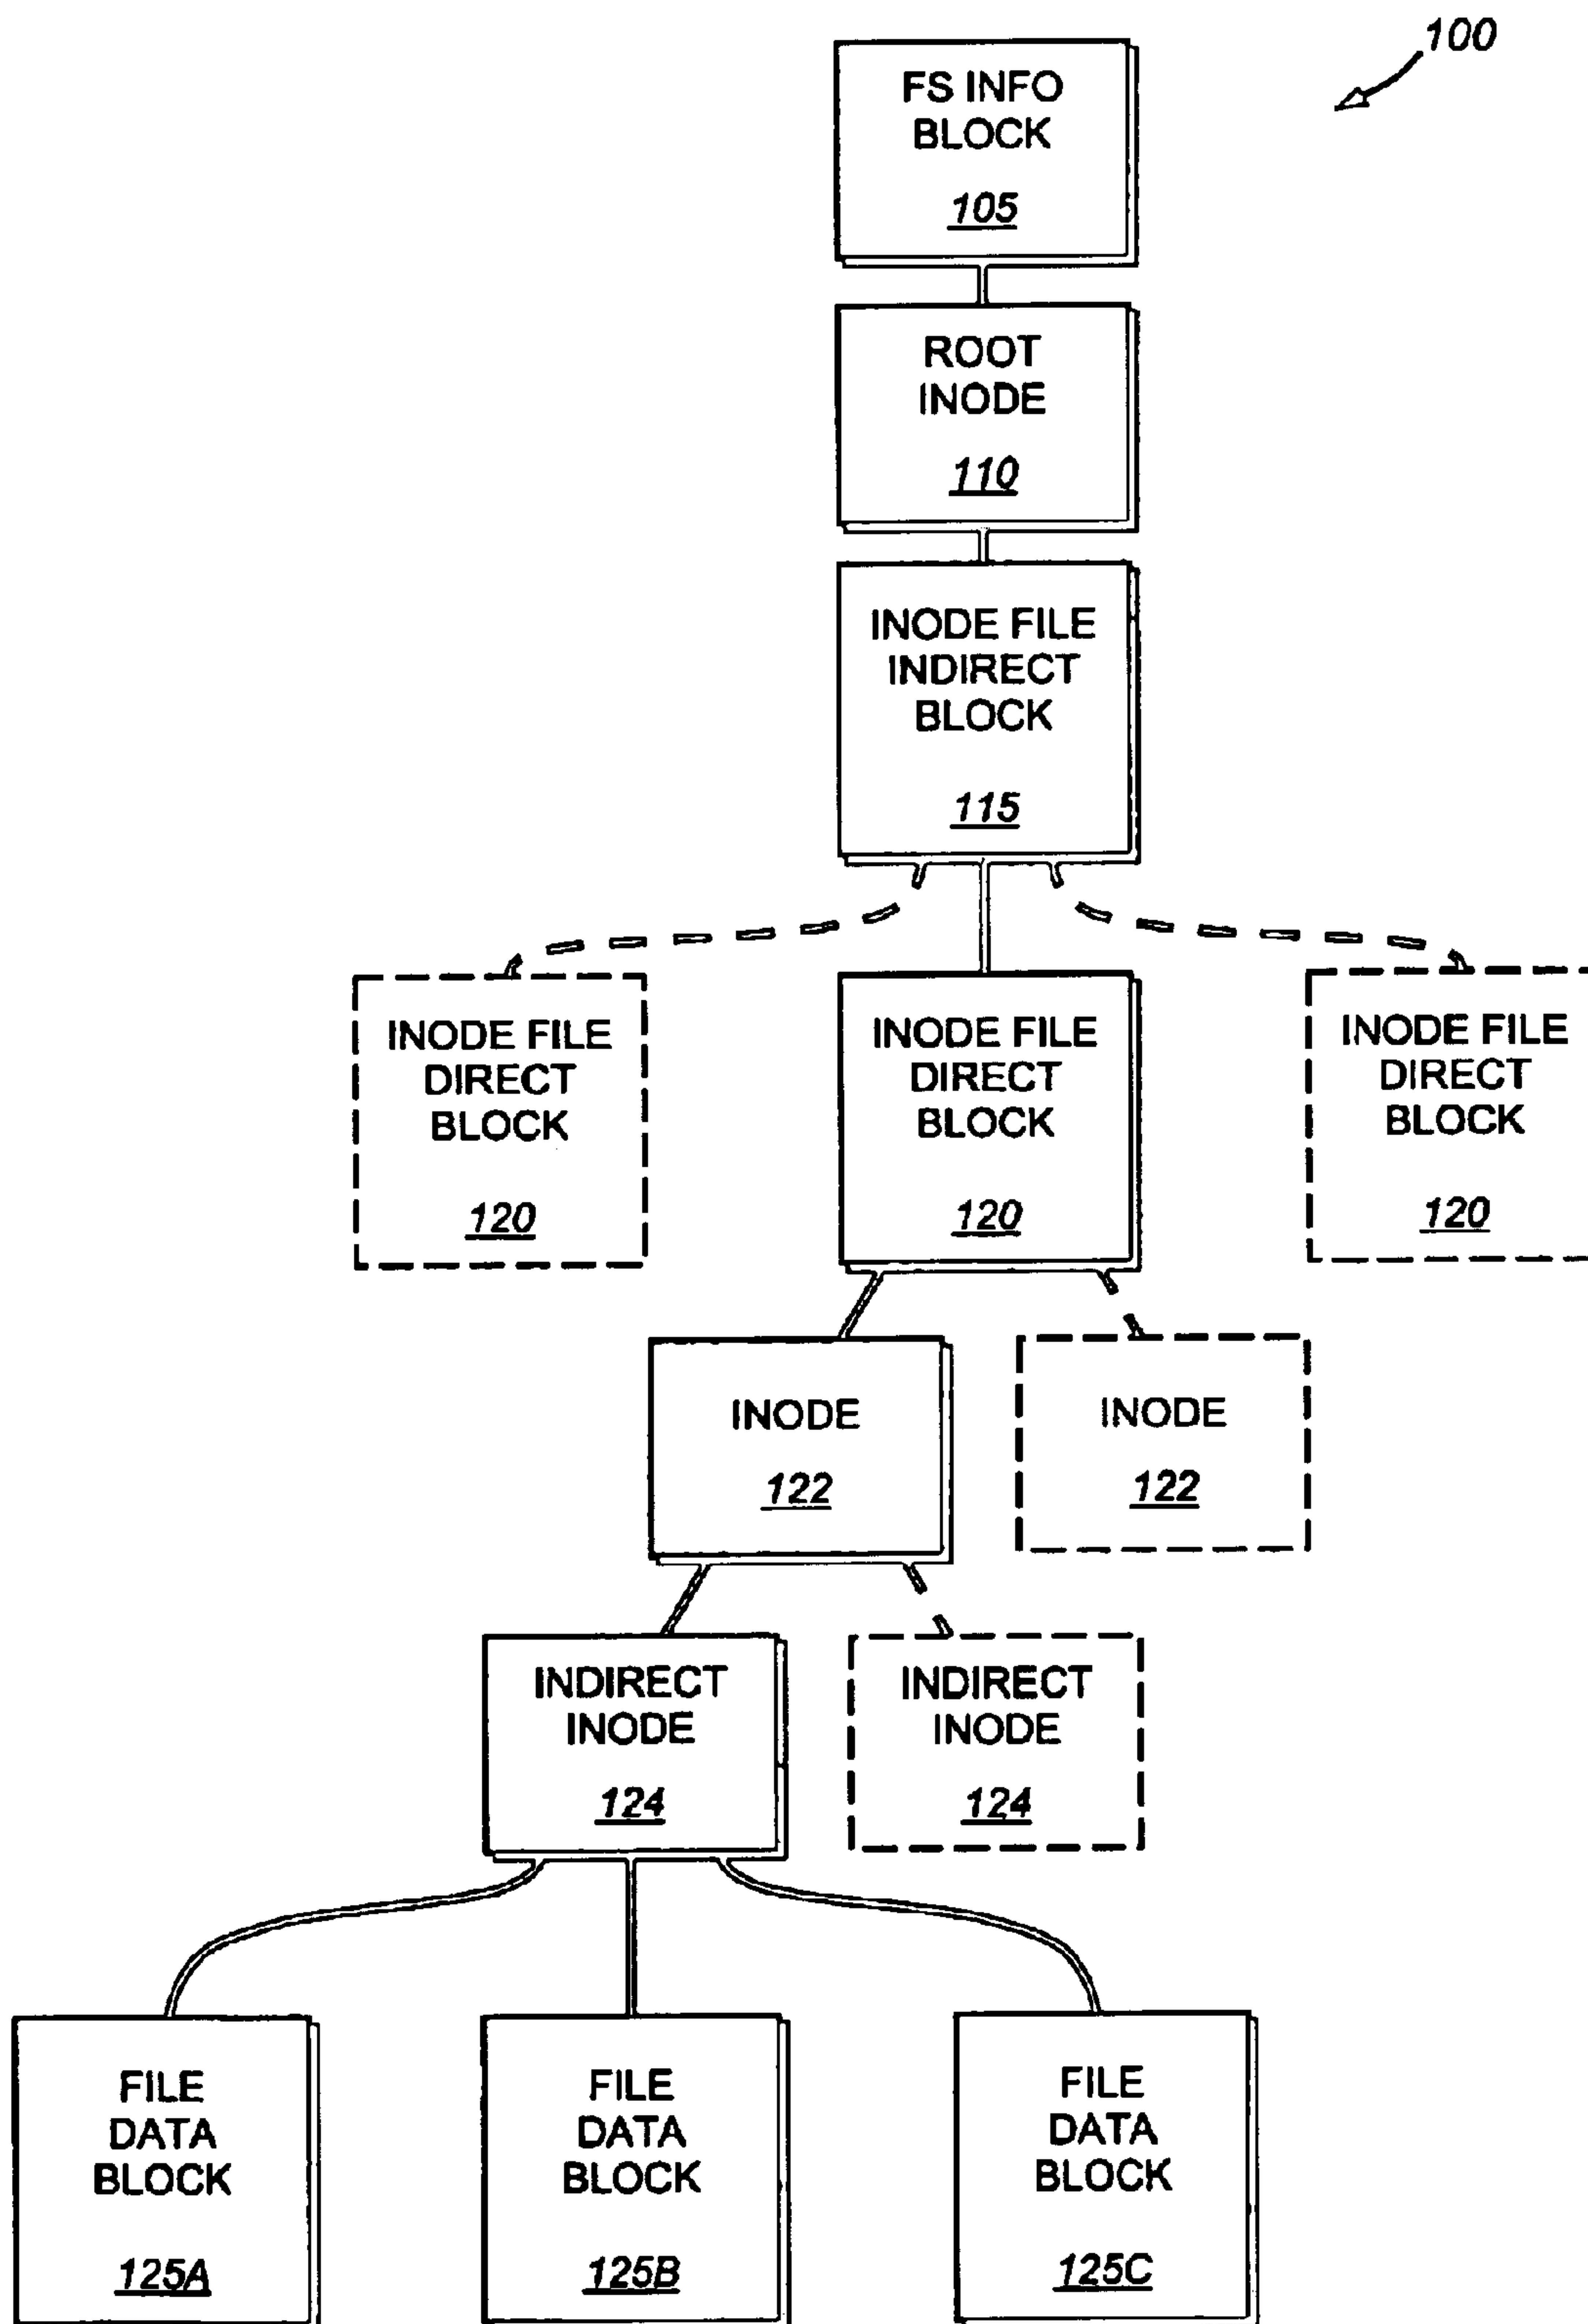 100
FS INFO
BLOCK
105
ROOT
INODE
110
INODE FILE
INDIRECT
BLOCK
115
INODE FILE
DIRECT
BLOCK
120
INODE FILE
DIRECT
BLOCK
120
INODE FILE
DIRECT
BLOCK
120
INODE
122
INODE
122
INDIRECT
INODE
124
INDIRECT
INODE
124
FILE
DATA
BLOCK
125A
FILE
DATA
BLOCK
125B
FILE
DATA
BLOCK
125C